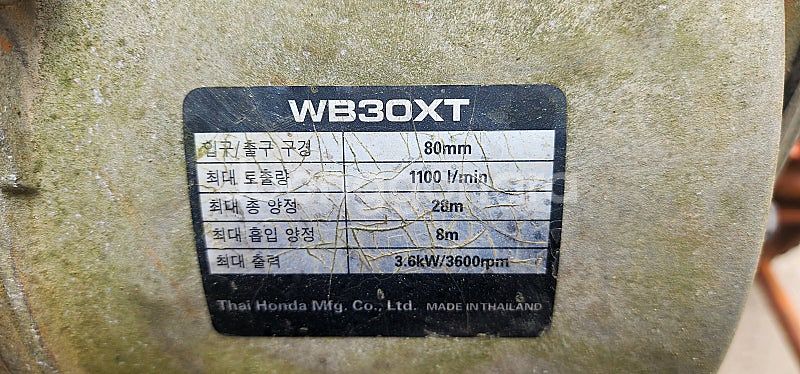 WB30XT
입구/출구 구경 80mm
최대 토출량 1100 l/min
최대 총 양정 28m
최대 흡입 양정 8m
최대 출력 3.6kW/3600rpm
Thai Honda Mfg. Co., Ltd. MADE IN THAILAND